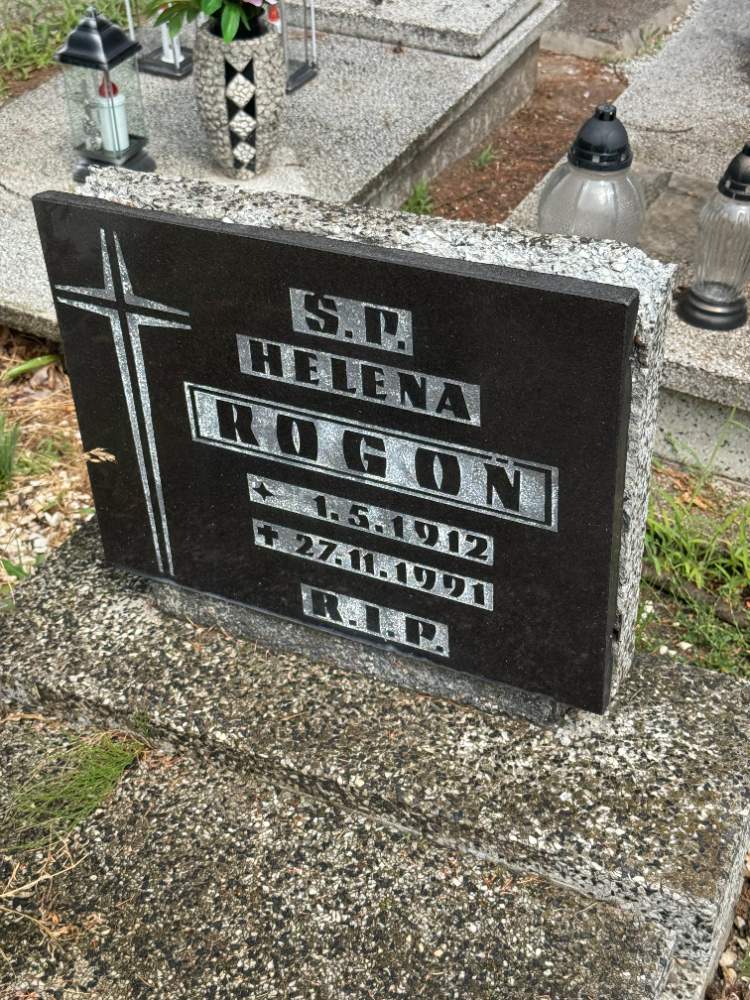 Ś.P.
HELENA
ROGOŃ
✦ 1.5.1912
✝ 27.11.1991
R.I.P.